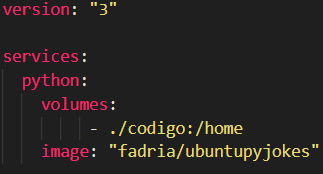 version: "3"
services:
python:
volumes:
- ./codigo:/home
image: "fadria/ubuntupyjokes"